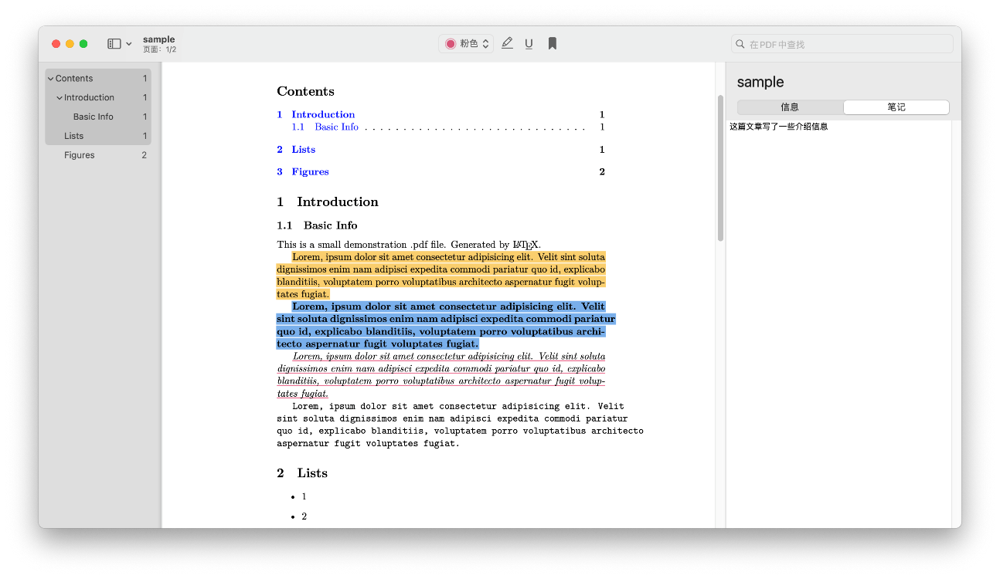 sample
页面：1/2
粉色
U
在PDF中查找
Contents 1
Introduction 1
Basic Info 1
Lists 1
Figures 2
Contents
1 Introduction 1
1.1 Basic Info . . . . . . . . . . . . . . . . . . . . . . . . . . . . . 1
2 Lists 1
3 Figures 2
1 Introduction
1.1 Basic Info
This is a small demonstration .pdf file. Generated by LATEX.
Lorem, ipsum dolor sit amet consectetur adipisicing elit. Velit sint soluta
dignissimos enim nam adipisci expedita commodi pariatur quo id, explicabo
blanditiis, voluptatem porro voluptatibus architecto aspernatur fugit volup-
tates fugiat.
Lorem, ipsum dolor sit amet consectetur adipisicing elit. Velit
sint soluta dignissimos enim nam adipisci expedita commodi pariatur
quo id, explicabo blanditiis, voluptatem porro voluptatibus archi-
tecto aspernatur fugit voluptates fugiat.
Lorem, ipsum dolor sit amet consectetur adipisicing elit. Velit sint soluta
dignissimos enim nam adipisci expedita commodi pariatur quo id, explicabo
blanditiis, voluptatem porro voluptatibus architecto aspernatur fugit volup-
tates fugiat.
Lorem, ipsum dolor sit amet consectetur adipisicing elit. Velit
sint soluta dignissimos enim nam adipisci expedita commodi pariatur
quo id, explicabo blanditiis, voluptatem porro voluptatibus architecto
aspernatur fugit voluptates fugiat.
2 Lists
• 1
• 2
sample
信息 笔记
这篇文章写了一些介绍信息